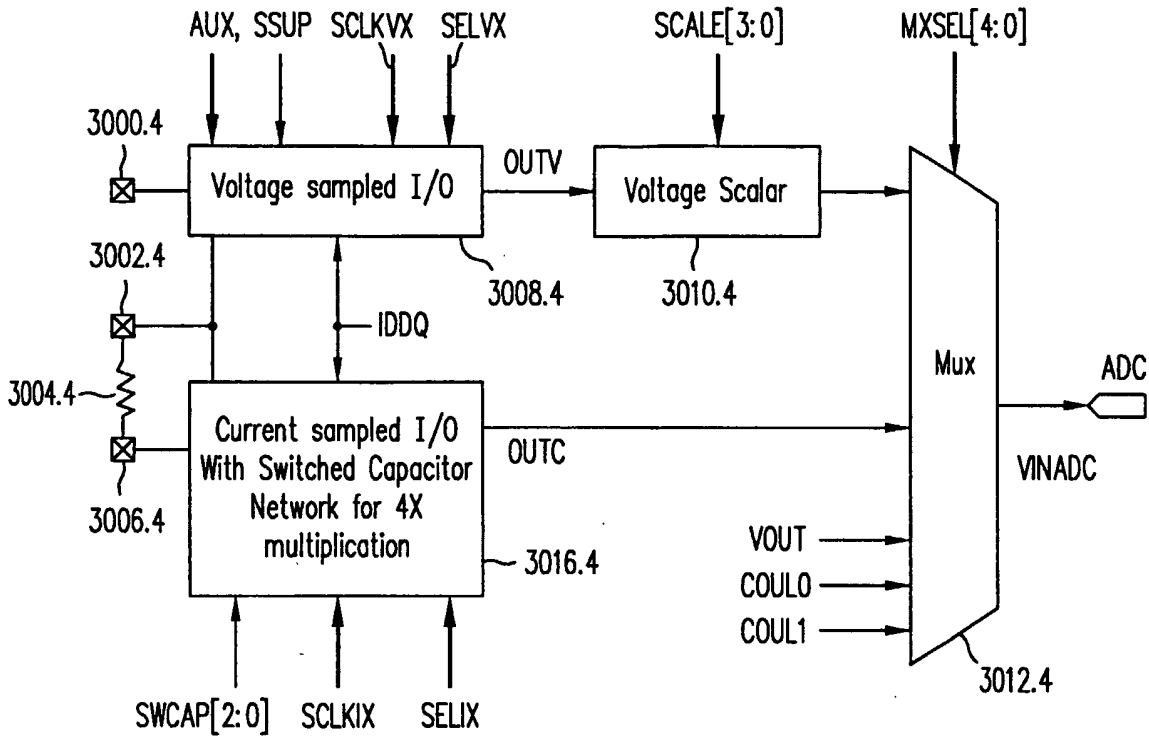 AUX, SSUP SCLKVX SELVX SCALE[3:0] MXSEL[4:0]
3000.4
Voltage sampled I/O
OUTV
Voltage Scalar
3002.4
3008.4
3010.4
IDDQ
Mux
ADC
3004.4
Current sampled I/O
With Switched Capacitor
Network for 4X
multiplication
OUTC
VINADC
3006.4
VOUT
3016.4
COUL0
COUL1
3012.4
SWCAP[2:0] SCLKIX SELIX